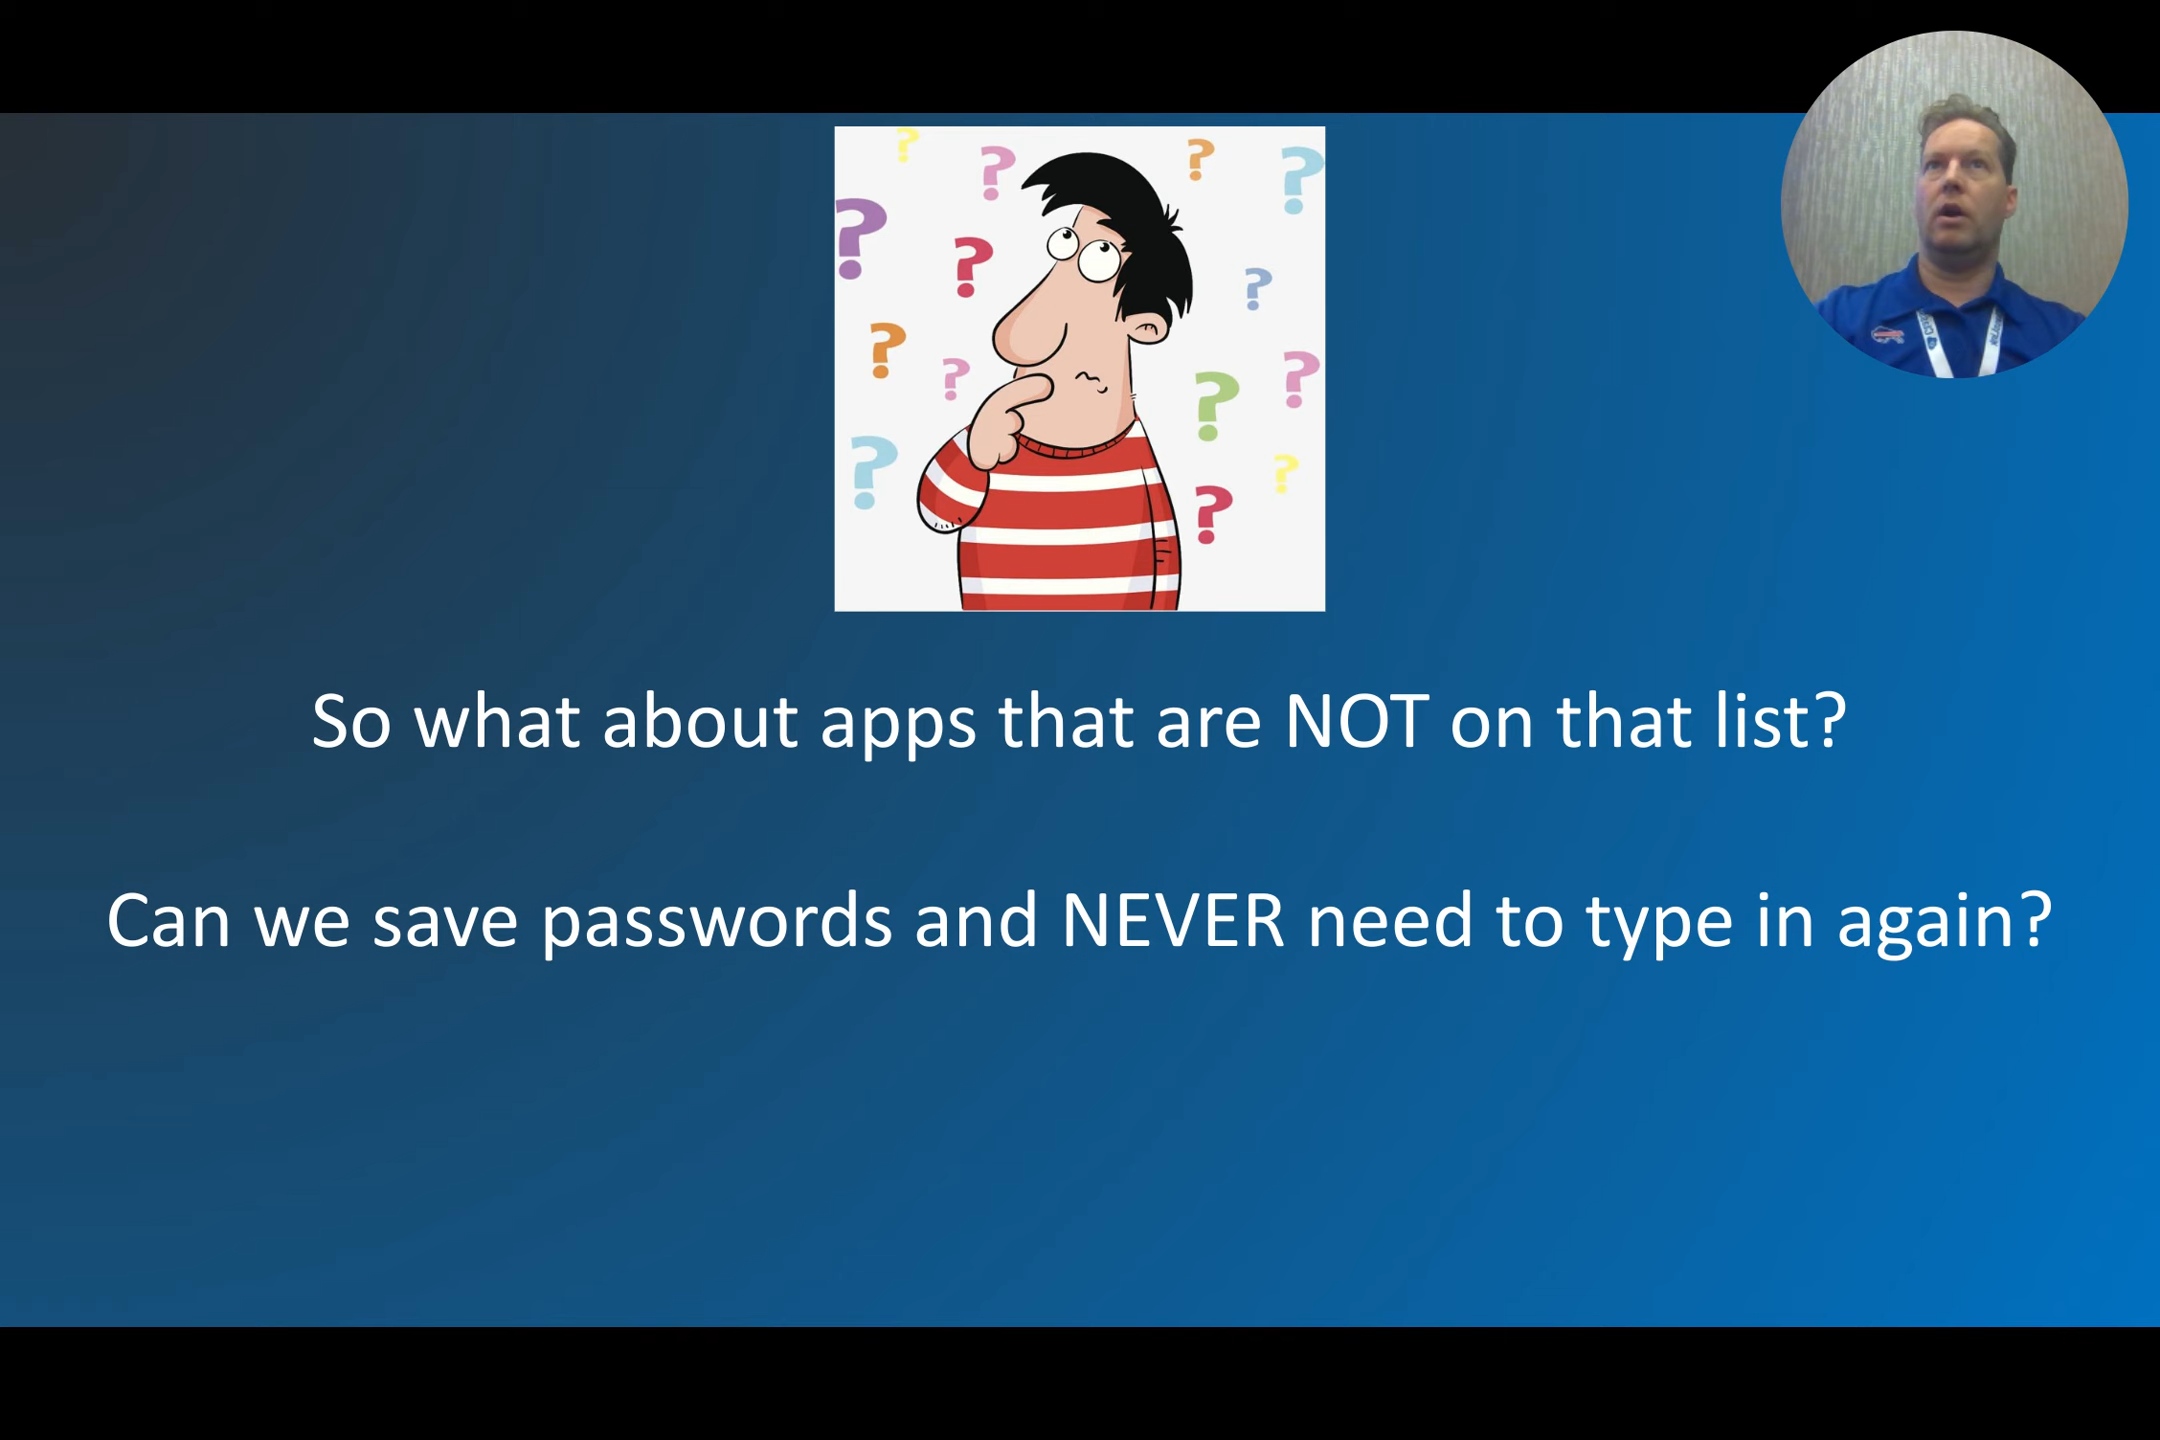 So what about apps that are NOT on that list?
Can we save passwords and NEVER need to type in again?